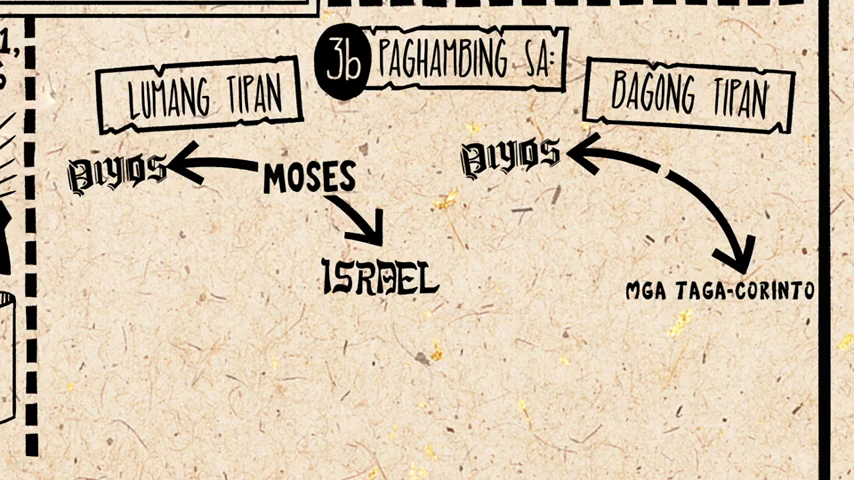 3b PAGHAMBING SA:
LUMANG TIPAN
BAGONG TIPAN
DIYOS
MOSES
ISRAEL
DIYOS
MGA TAGA-CORINTO